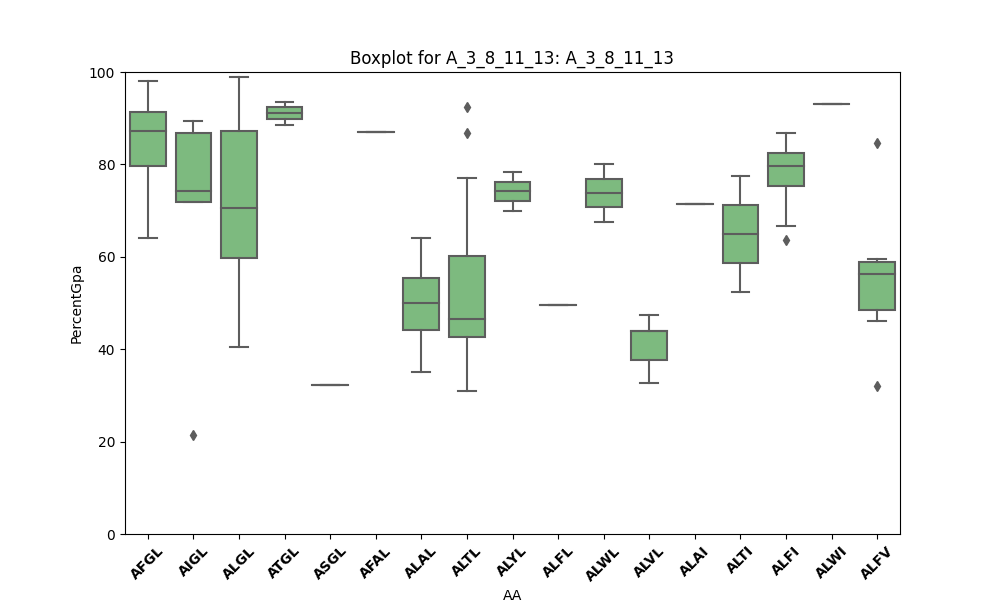 Boxplot for A_3_8_11_13: A_3_8_11_13
100
80
60
40
20
0
PercentGpa
AFGL AIGL ALGL ATGL ASGL AFAL ALAL ALTL ALYL ALFL ALWL ALVL ALAI ALTI ALFI ALWI ALFV
AA